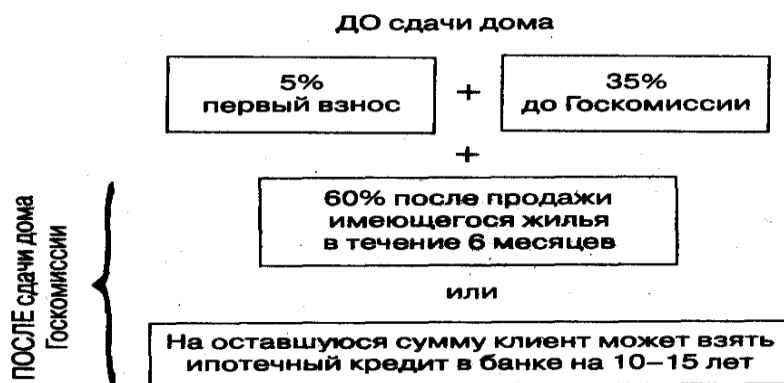 ДО сдачи дома
5%
первый взнос
+
35%
до Госкомиссии
+
60% после продажи
имеющегося жилья
в течение 6 месяцев
или
На оставшуюся сумму клиент может взять
ипотечный кредит в банке на 10–15 лет
ПОСЛЕ сдачи дома
Госкомиссии